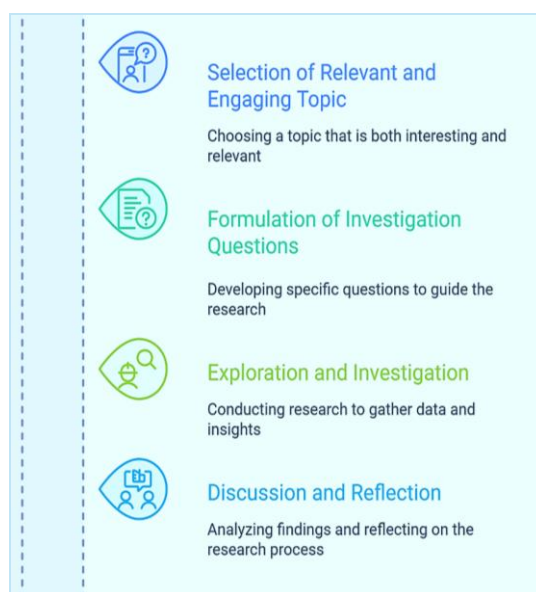 Selection of Relevant and
Engaging Topic
Choosing a topic that is both interesting and
relevant
Formulation of Investigation
Questions
Developing specific questions to guide the
research
Exploration and Investigation
Conducting research to gather data and
insights
Discussion and Reflection
Analyzing findings and reflecting on the
research process